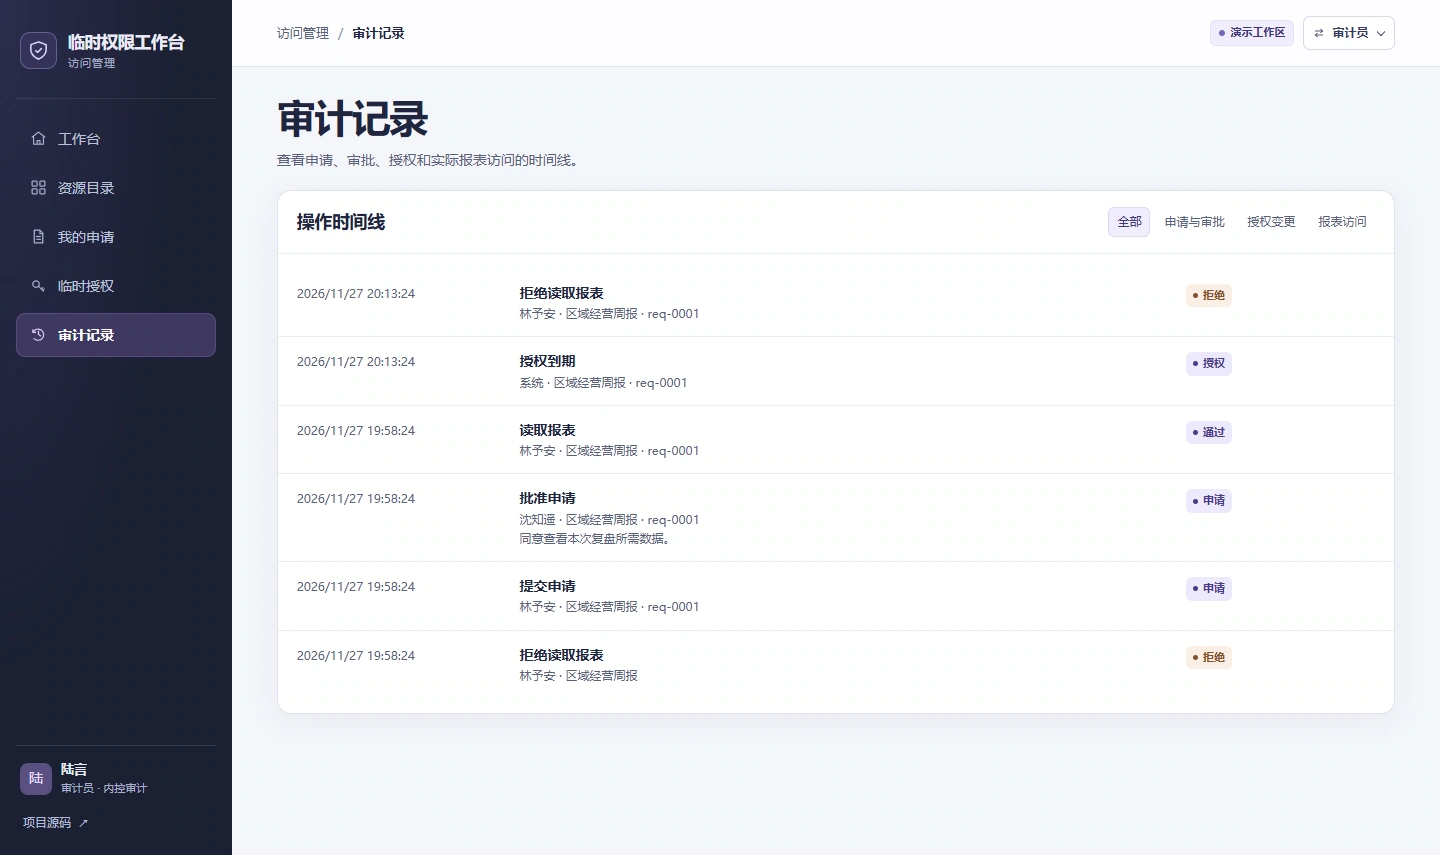 临时权限工作台
访问管理
工作台
资源目录
我的申请
临时授权
审计记录
陆
陆言
审计员 · 内控审计
项目源码 ↗
访问管理 / 审计记录
演示工作区
审计员
审计记录
查看申请、审批、授权和实际报表访问的时间线。
操作时间线
全部 申请与审批 授权变更 报表访问
2026/11/27 20:13:24 拒绝读取报表 拒绝
林予安 · 区域经营周报 · req-0001
2026/11/27 20:13:24 授权到期 授权
系统 · 区域经营周报 · req-0001
2026/11/27 19:58:24 读取报表 通过
林予安 · 区域经营周报 · req-0001
2026/11/27 19:58:24 批准申请 申请
沈知遥 · 区域经营周报 · req-0001
同意查看本次复盘所需数据。
2026/11/27 19:58:24 提交申请 申请
林予安 · 区域经营周报 · req-0001
2026/11/27 19:58:24 拒绝读取报表 拒绝
林予安 · 区域经营周报